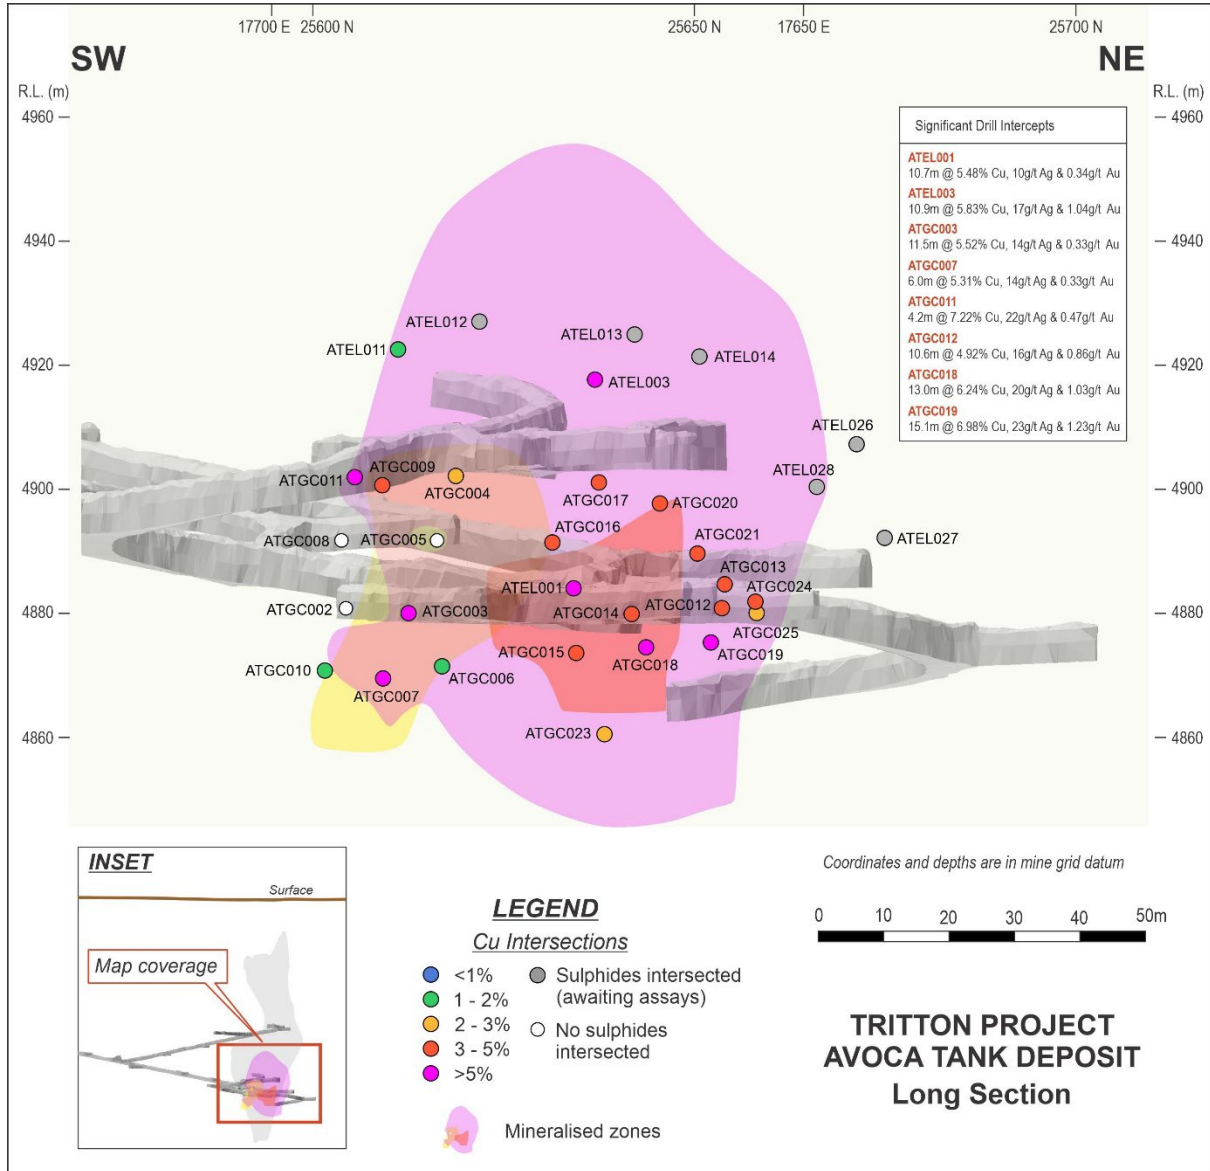 17700 E 25600 N 25650 N 17650 E 25700 N
SW NE
R.L. (m) R.L. (m)
4960 4960
Significant Drill Intercepts
ATEL001
10.7m @ 5.48% Cu, 10g/t Ag & 0.34g/t Au
ATEL003
10.9m @ 5.83% Cu, 17g/t Ag & 1.04g/t Au
ATGC003
11.5m @ 5.52% Cu, 14g/t Ag & 0.33g/t Au
ATGC007
6.0m @ 5.31% Cu, 14g/t Ag & 0.33g/t Au
ATGC011
4.2m @ 7.22% Cu, 22g/t Ag & 0.47g/t Au
ATGC012
10.6m @ 4.92% Cu, 16g/t Ag & 0.86g/t Au
ATGC018
13.0m @ 6.24% Cu, 20g/t Ag & 1.03g/t Au
ATGC019
15.1m @ 6.98% Cu, 23g/t Ag & 1.23g/t Au
4940 4940
ATEL012
ATEL013
ATEL011
ATEL014
4920 4920
ATEL003
ATEL026
ATGC009
ATEL028
ATGC011
ATGC004
ATGC017
4900 4900
ATGC020
ATGC016
ATGC021
ATGC008
ATGC005
ATEL027
ATGC013
ATEL001
ATGC024
ATGC002
ATGC003
ATGC014
ATGC012
4880 4880
ATGC025
ATGC015
ATGC018
ATGC019
ATGC010
ATGC006
ATGC007
ATGC023
4860 4860
INSET
Surface
Map coverage
LEGEND
Cu Intersections
<1%
1 - 2%
2 - 3%
3 - 5%
>5%
Sulphides intersected
(awaiting assays)
No sulphides
intersected
Mineralised zones
Coordinates and depths are in mine grid datum
0 10 20 30 40 50m
TRITTON PROJECT
AVOCA TANK DEPOSIT
Long Section